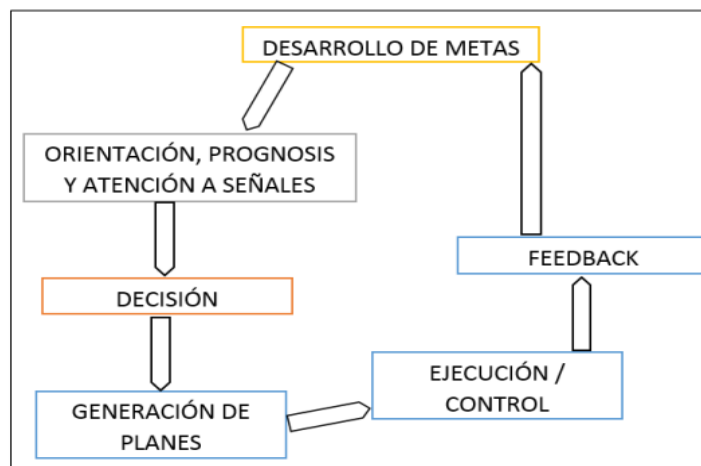 DESARROLLO DE METAS
ORIENTACIÓN, PROGNOSIS
Y ATENCIÓN A SEÑALES
DECISIÓN
GENERACIÓN DE
PLANES
EJECUCIÓN /
CONTROL
FEEDBACK